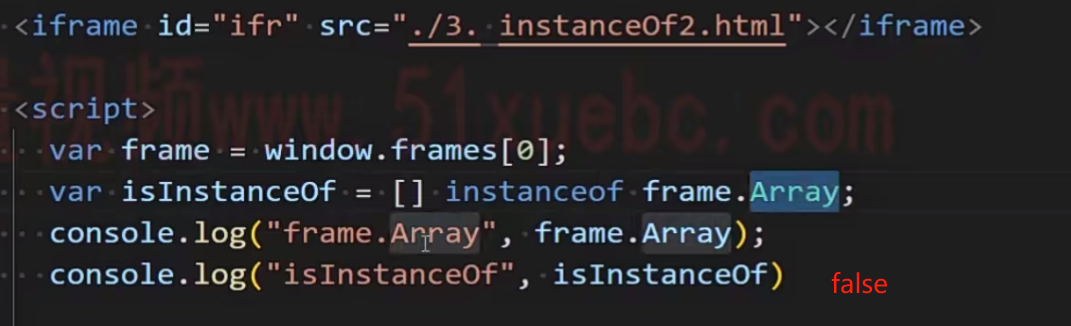 <iframe id="ifr" src="./3. instanceOf2.html"></iframe>
视频www.51xuebc.com
<script>
var frame = window.frames[0];
var isInstanceOf = [] instanceof frame.Array;
console.log("frame.Array", frame.Array);
console.log("isInstanceOf", isInstanceOf)
false